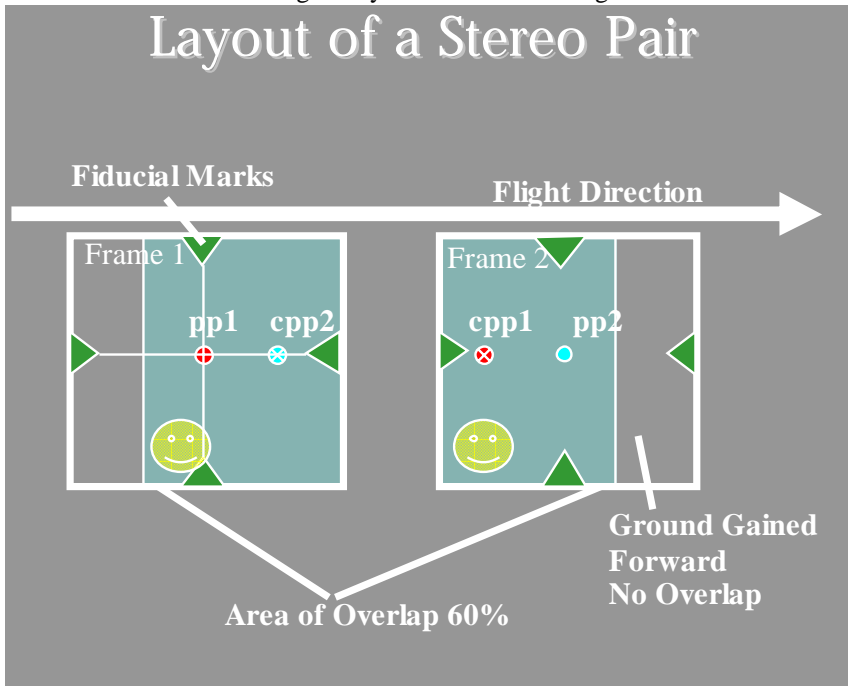 Layout of a Stereo Pair
Fiducial Marks
Flight Direction
Frame 1
Frame 2
pp1 cpp2
cpp1 pp2
Ground Gained
Forward
No Overlap
Area of Overlap 60%